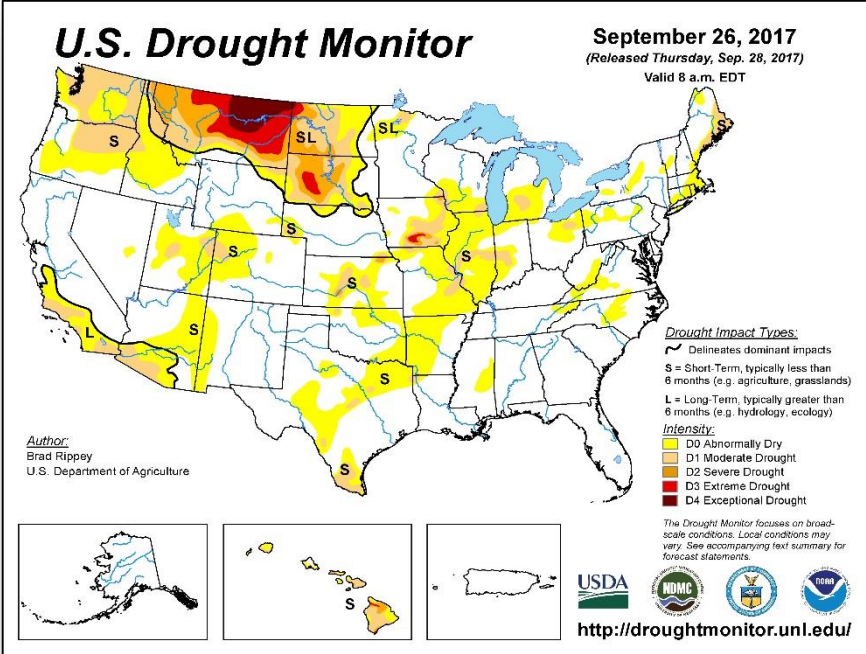 U.S. Drought Monitor
September 26, 2017
(Released Thursday, Sep. 28, 2017)
Valid 8 a.m. EDT
S
SL
SL
S
S
S
S
S
S
L
S
S
Drought Impact Types:
Delineates dominant impacts
S = Short-Term, typically less than
6 months (e.g. agriculture, grasslands)
L = Long-Term, typically greater than
6 months (e.g. hydrology, ecology)
Intensity:
D0 Abnormally Dry
D1 Moderate Drought
D2 Severe Drought
D3 Extreme Drought
D4 Exceptional Drought
Author:
Brad Rippey
U.S. Department of Agriculture
The Drought Monitor focuses on broad-
scale conditions. Local conditions may
vary. See accompanying text summary for
forecast statements.
S
USDA
NDMC
NOAA
http://droughtmonitor.unl.edu/